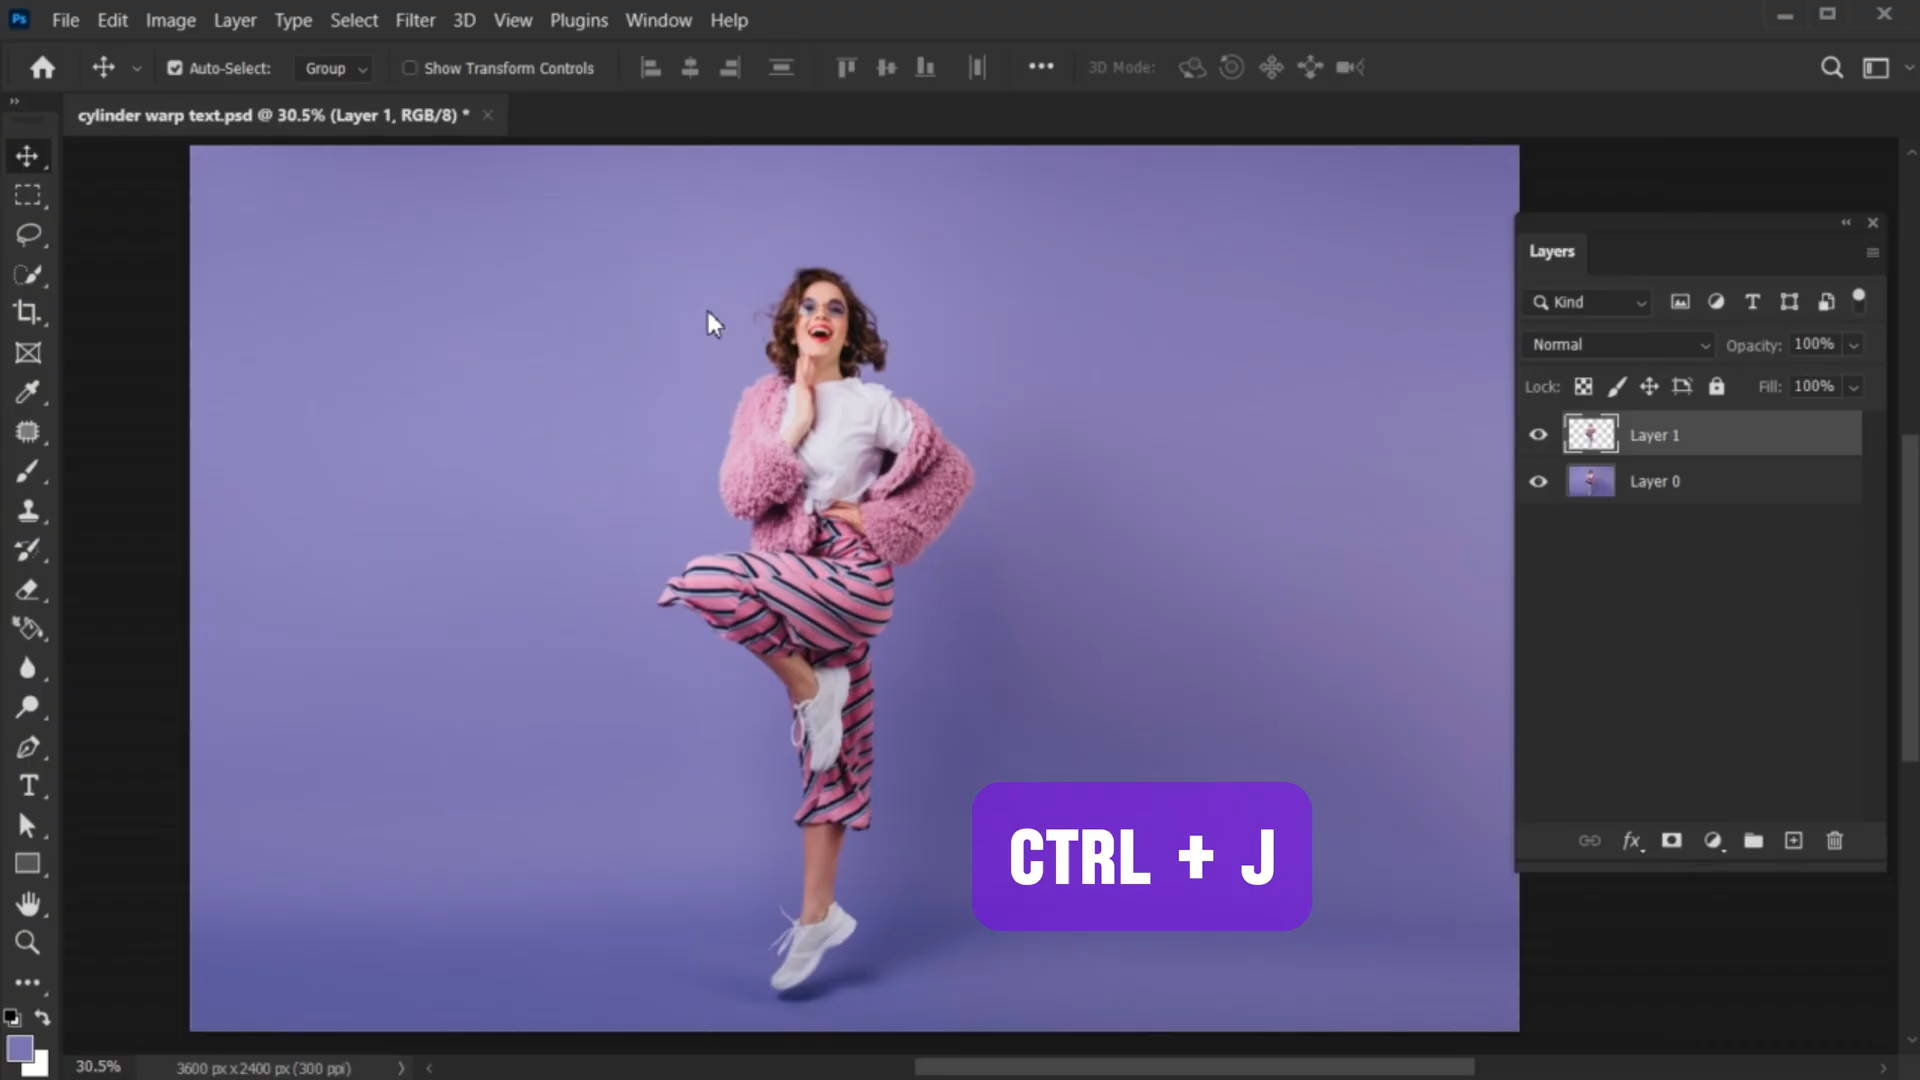 Ps File Edit Image Layer Type Select Filter 3D View Plugins Window Help
Auto-Select: Group Show Transform Controls 3D Mode:
cylinder warp text.psd @ 30.5% (Layer 1, RGB/8) *
Layers
Kind
Normal Opacity: 100%
Lock: Fill: 100%
Layer 1
Layer 0
fx
CTRL + J
30.5% 3600 px x 2400 px (300 ppi)